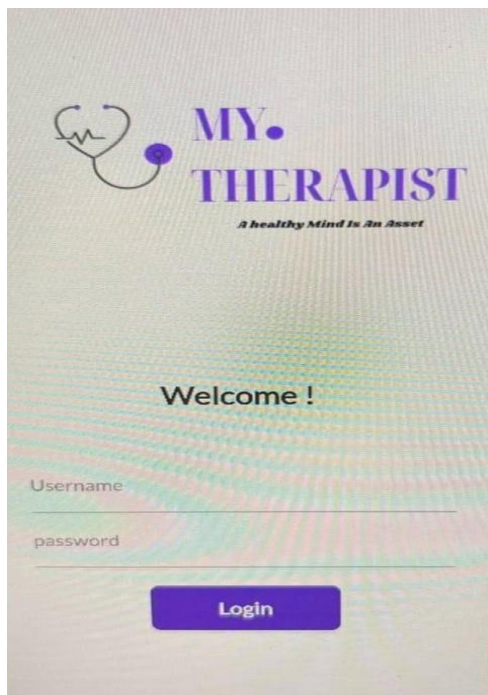 MY.
THERAPIST
A healthy Mind Is An Asset
Welcome !
Username
password
Login